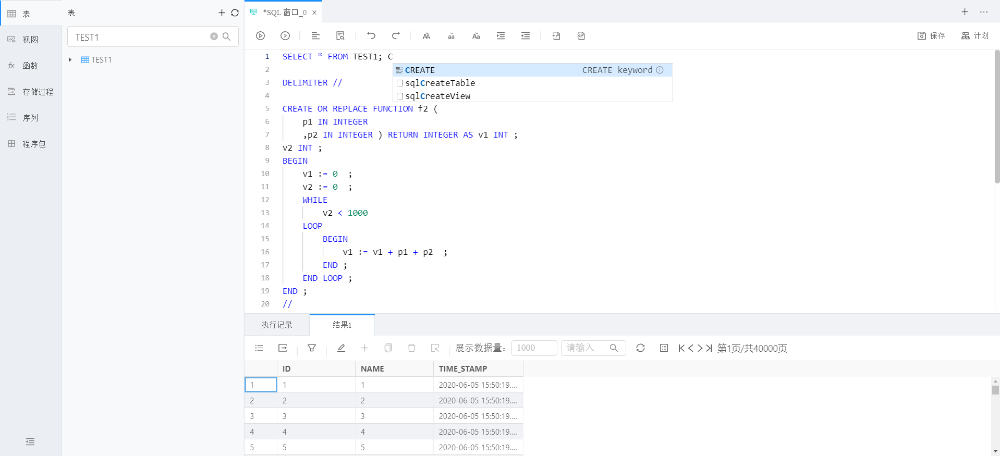 表
视图
函数
存储过程
序列
程序包
表
TEST1
TEST1
*SQL 窗口_0
保存 计划
1 SELECT * FROM TEST1; C
CREATE CREATE keyword
sqlCreateTable
sqlCreateView
2
3 DELIMITER //
4
5 CREATE OR REPLACE FUNCTION f2 (
6 p1 IN INTEGER
7 ,p2 IN INTEGER ) RETURN INTEGER AS v1 INT ;
8 v2 INT ;
9 BEGIN
10 v1 := 0 ;
11 v2 := 0 ;
12 WHILE
13 v2 < 1000
14 LOOP
15 BEGIN
16 v1 := v1 + p1 + p2 ;
17 END ;
18 END LOOP ;
19 END ;
20 //
执行记录 结果1
展示数据量： 1000 请输入 第1页/共40000页
ID NAME TIME_STAMP
1 1 1 2020-06-05 15:50:19....
2 2 2 2020-06-05 15:50:19....
3 3 3 2020-06-05 15:50:19....
4 4 4 2020-06-05 15:50:19....
5 5 5 2020-06-05 15:50:19....